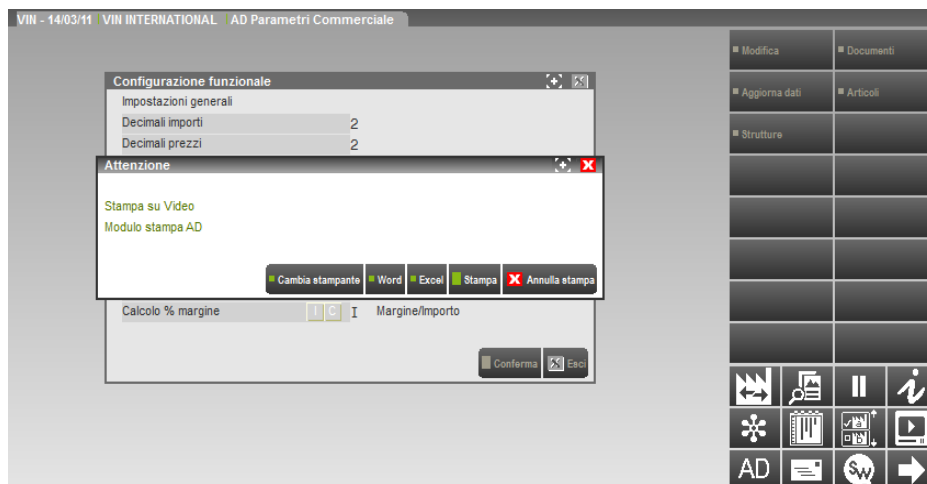 VIN - 14/03/11 VIN INTERNATIONAL AD Parametri Commerciale
Modifica Documenti
Configurazione funzionale
Aggiorna dati Articoli
Impostazioni generali
Decimali importi 2
Strutture
Decimali prezzi 2
Attenzione
Stampa su Video
Modulo stampa AD
Cambia stampante Word Excel Stampa Annulla stampa
Calcolo % margine I C I Margine/Importo
Conferma Esci
AD SW